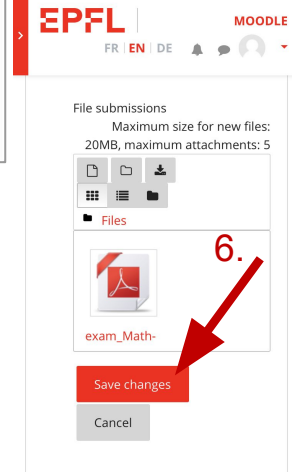 EPFL
MOODLE
FR EN DE
File submissions
Maximum size for new files:
20MB, maximum attachments: 5
Files
6.
exam_Math-
Save changes
Cancel